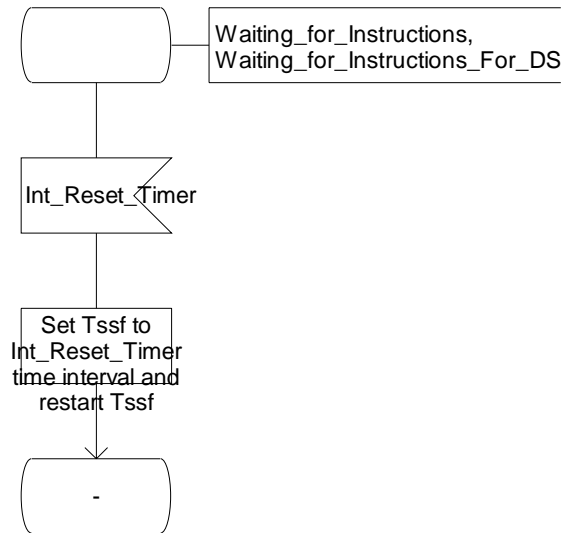 Waiting_for_Instructions,
Waiting_for_Instructions_For_DS
Int_Reset_Timer
Set Tssf to
Int_Reset_Timer
time interval and
restart Tssf
-